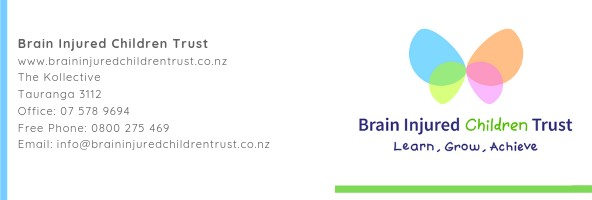 Brain Injured Children Trust
www.braininjuredchildrentrust.co.nz
The Kollective
Tauranga 3112
Office: 07 578 9694
Free Phone: 0800 275 469
Email: info@braininjuredchildrentrust.co.nz
Brain Injured Children Trust
Learn, Grow, Achieve